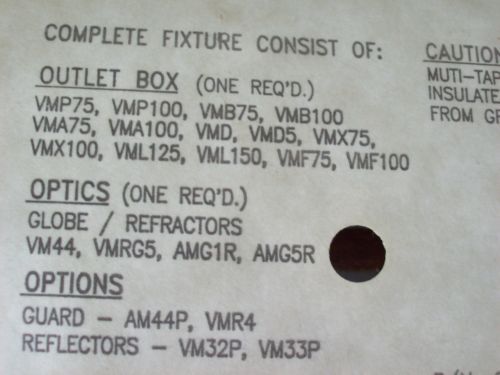 COMPLETE FIXTURE CONSIST OF:
OUTLET BOX (ONE REQ'D.)
VMP75, VMP100, VMB75, VMB100
VMA75, VMA100, VMD, VMD5, VMX75,
VMX100, VML125, VML150, VMF75, VMF100
OPTICS (ONE REQ'D.)
GLOBE / REFRACTORS
VM44, VMRG5, AMG1R, AMG5R
OPTIONS
GUARD - AM44P, VMR4
REFLECTORS - VM32P, VM33P
CAUTION
MUTI-TAP
INSULATE
FROM